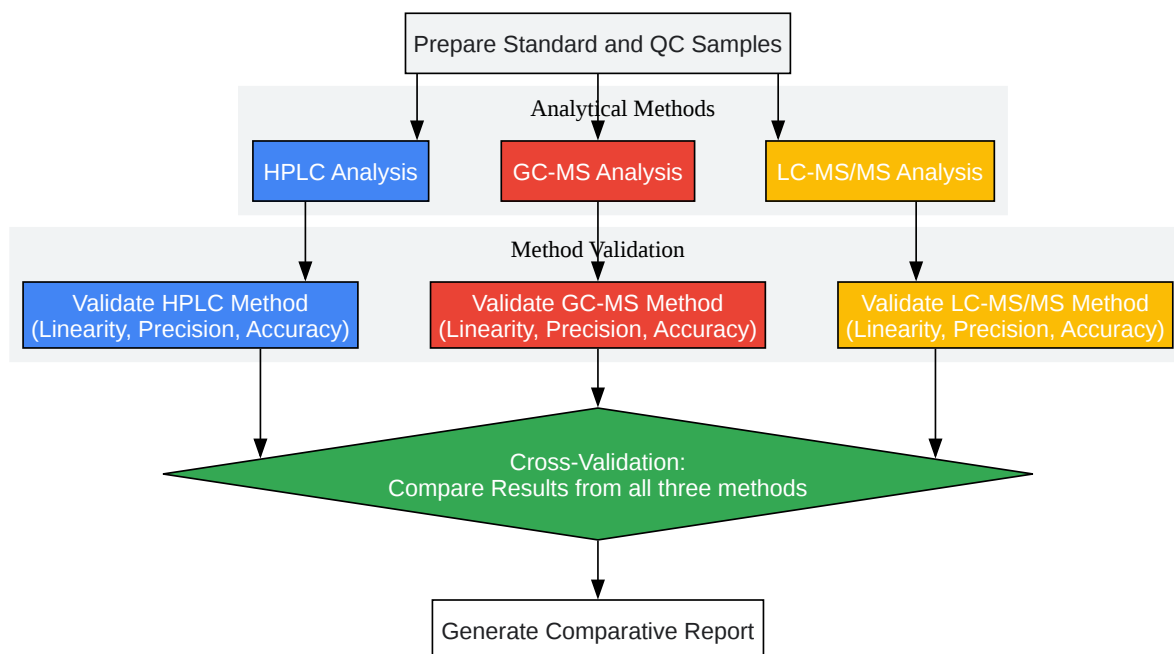 Prepare Standard and QC Samples
Analytical Methods
HPLC Analysis
GC-MS Analysis
LC-MS/MS Analysis
Method Validation
Validate HPLC Method
(Linearity, Precision, Accuracy)
Validate GC-MS Method
(Linearity, Precision, Accuracy)
Validate LC-MS/MS Method
(Linearity, Precision, Accuracy)
Cross-Validation:
Compare Results from all three methods
Generate Comparative Report